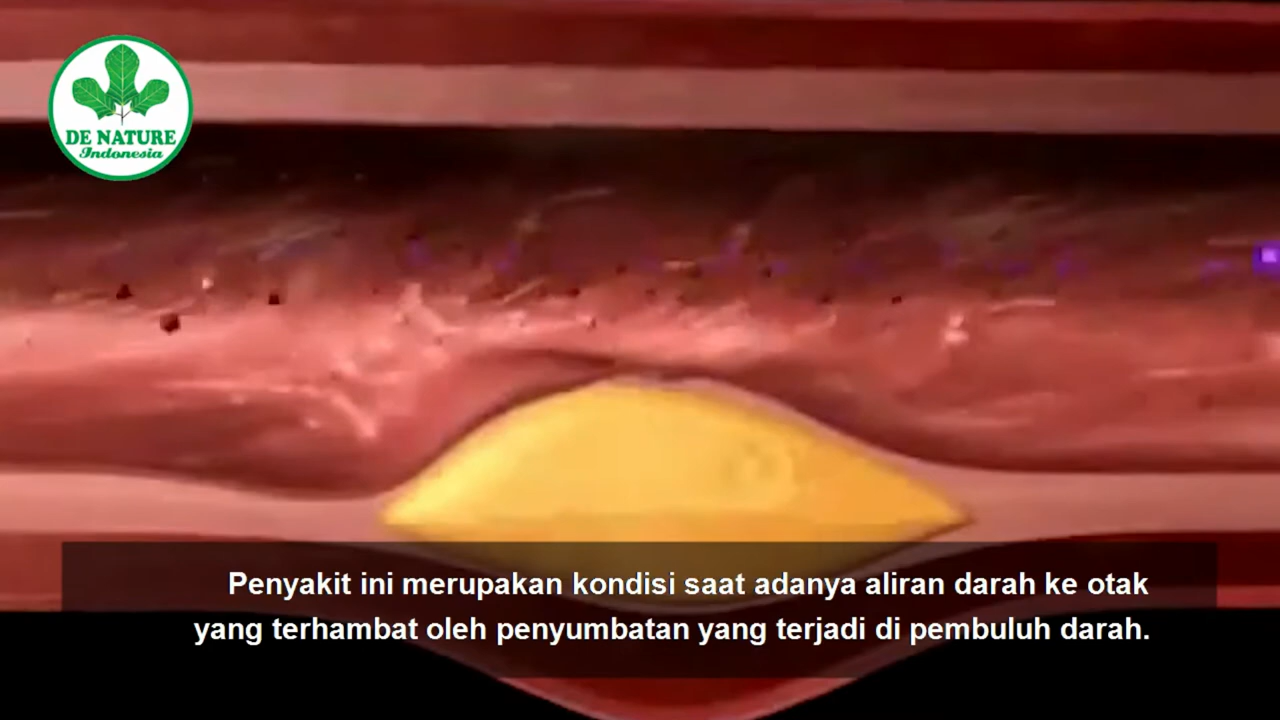 DE NATURE
Indonesia
Penyakit ini merupakan kondisi saat adanya aliran darah ke otak
yang terhambat oleh penyumbatan yang terjadi di pembuluh darah.